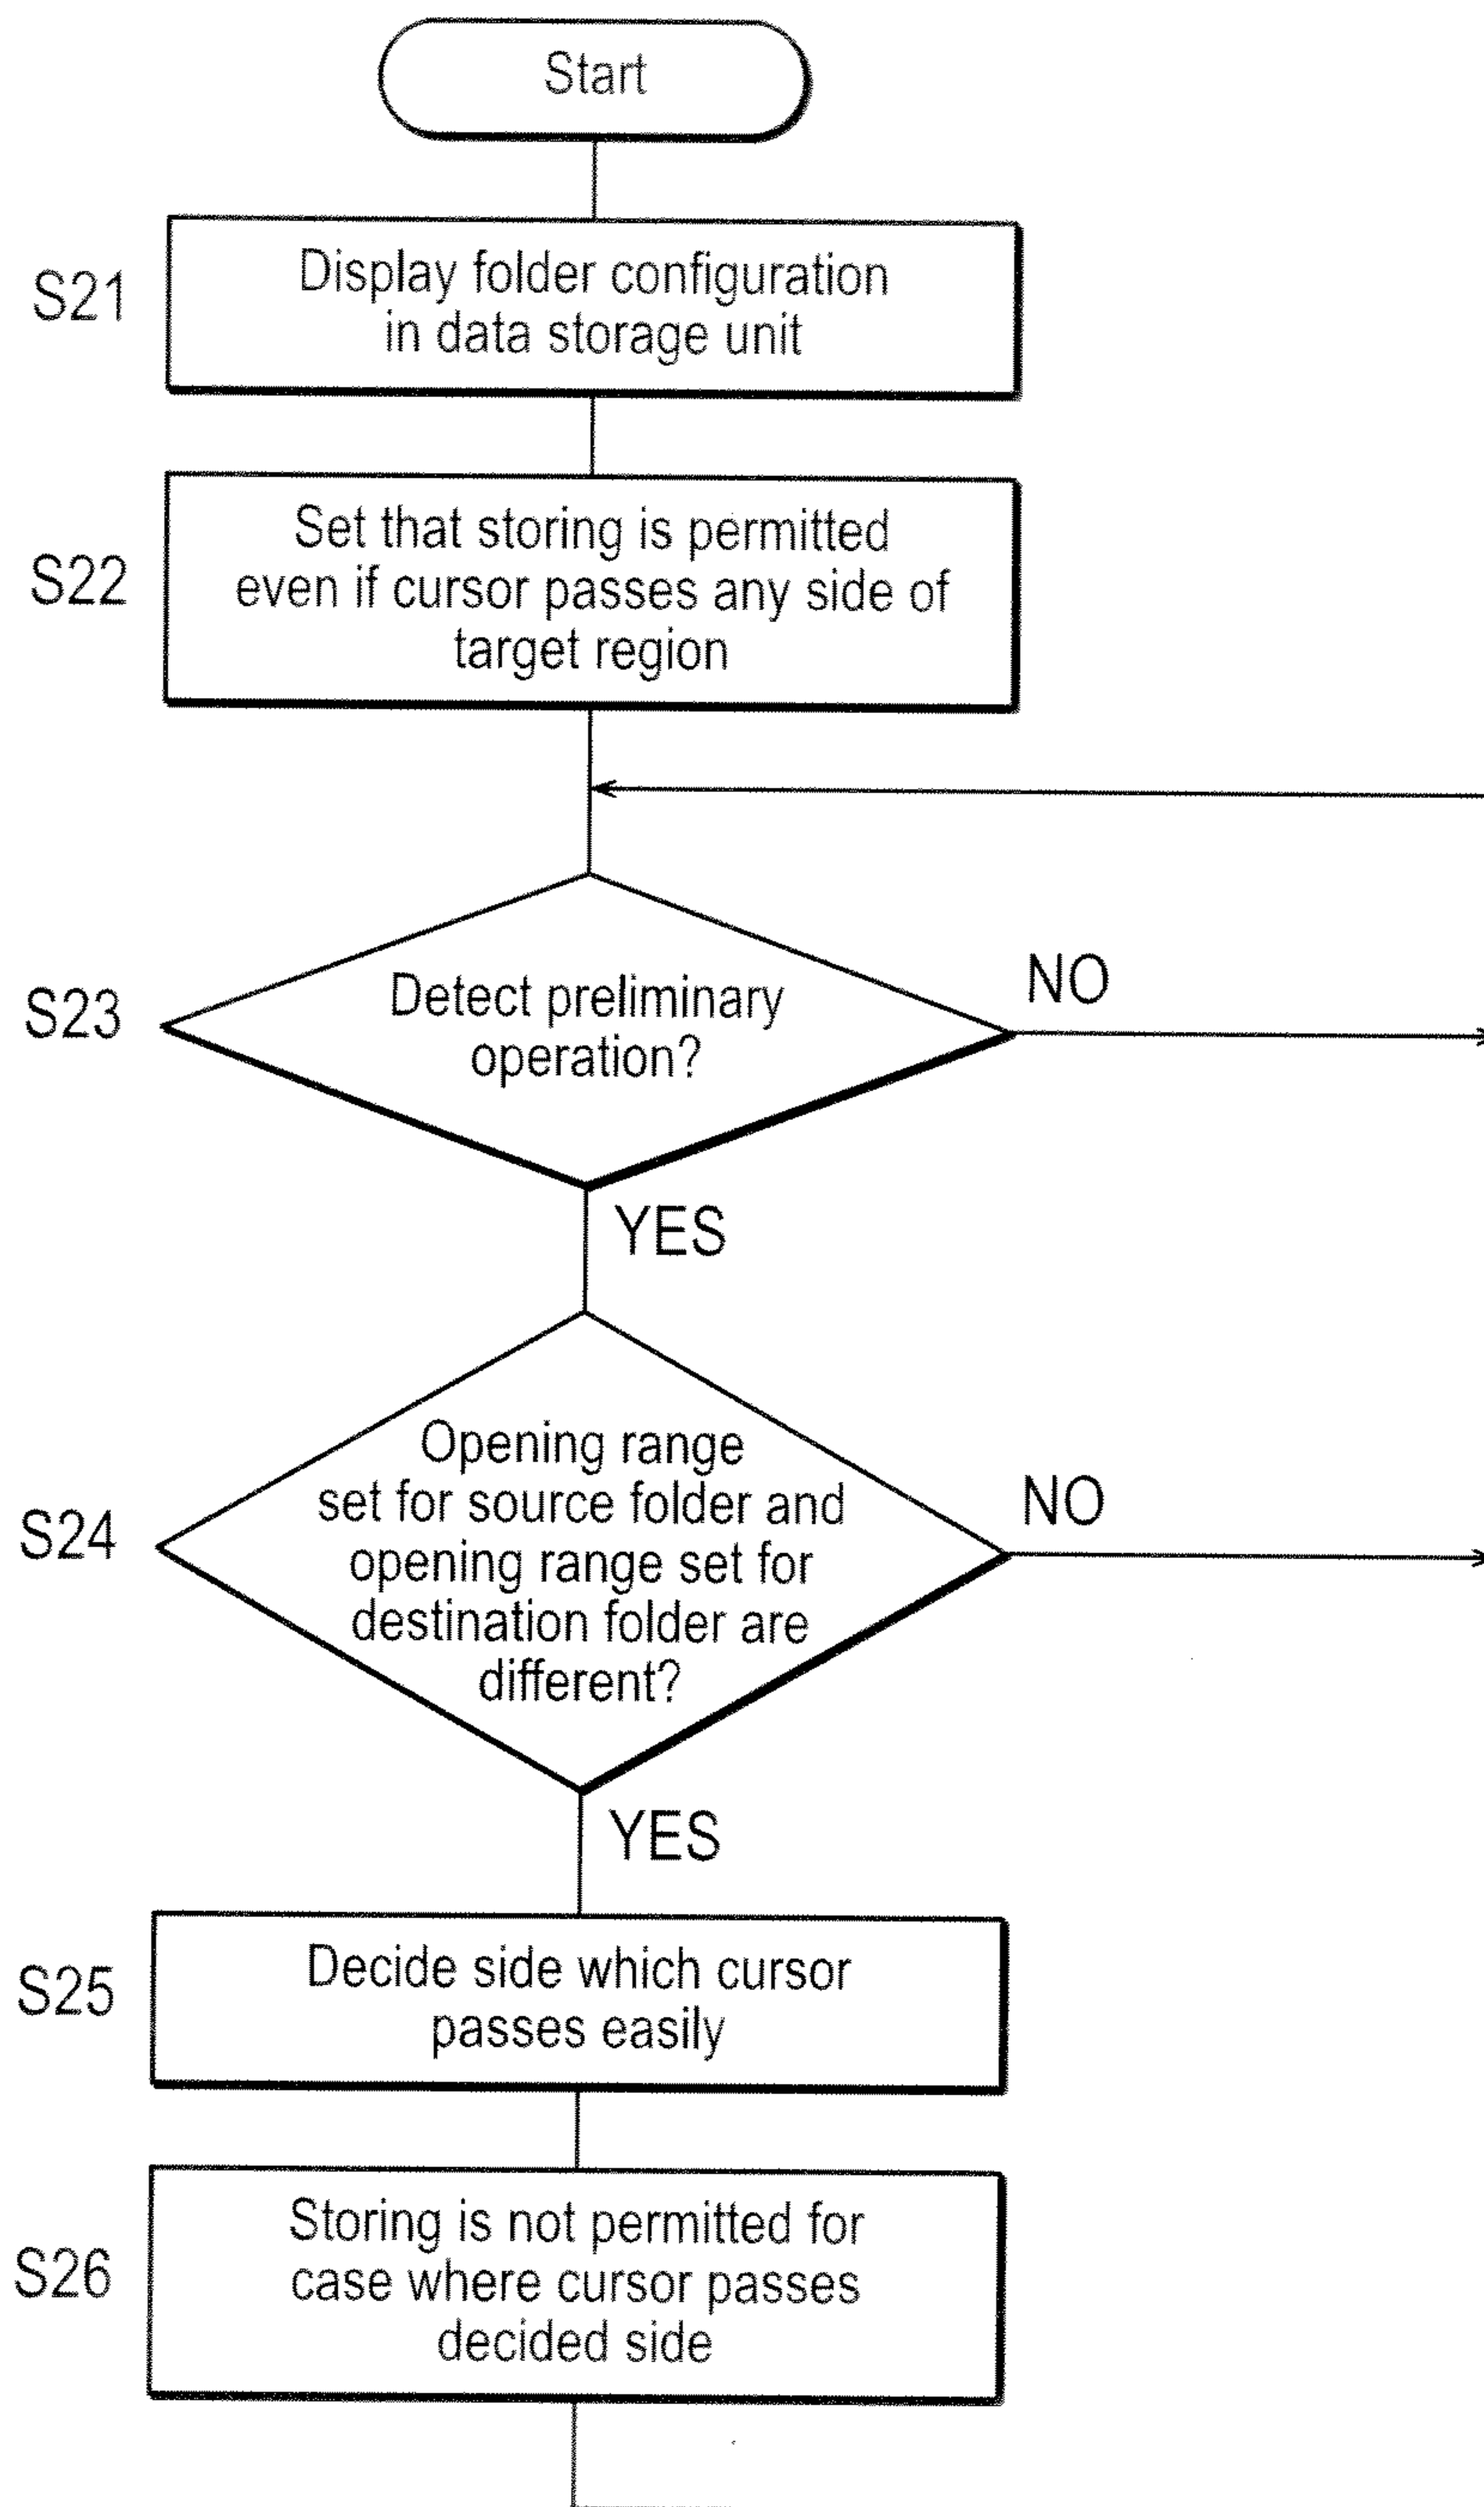 Start
S21
Display folder configuration
in data storage unit
S22
Set that storing is permitted
even if cursor passes any side of
target region
S23
Detect preliminary
operation?
NO
YES
S24
Opening range
set for source folder and
opening range set for
destination folder are
different?
NO
YES
S25
Decide side which cursor
passes easily
S26
Storing is not permitted for
case where cursor passes
decided side